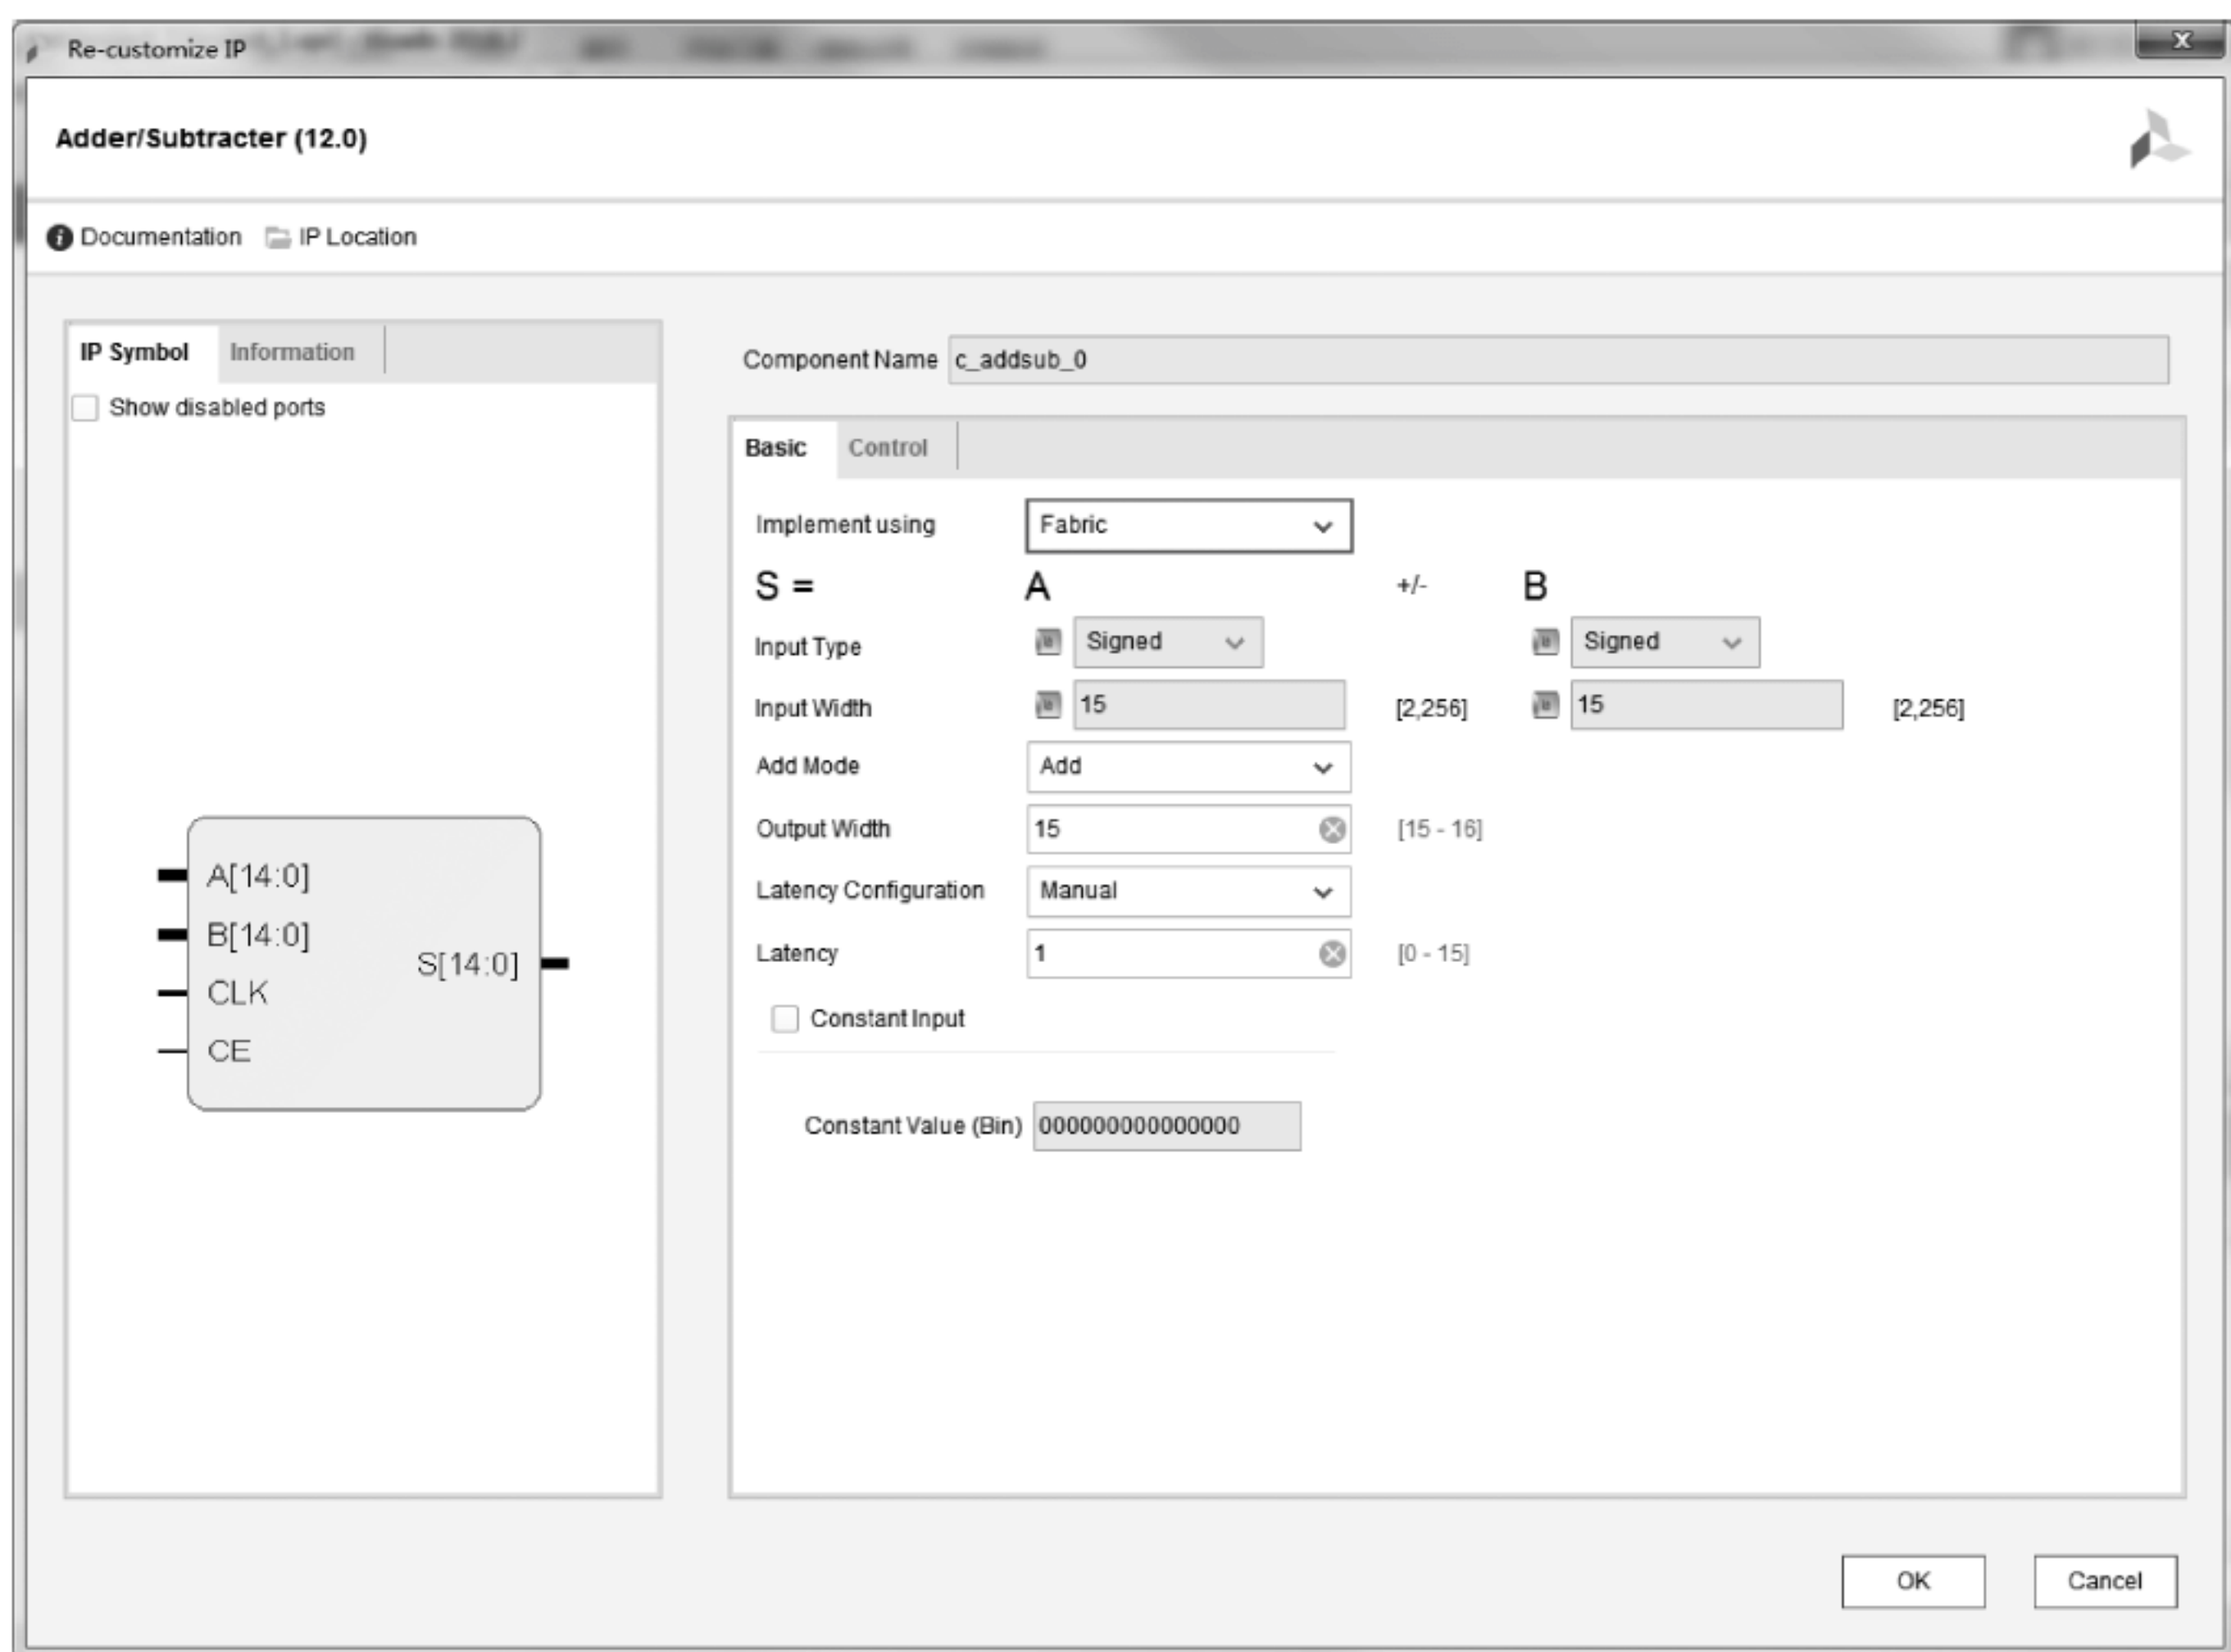 Re-customize IP
Adder/Subtracter (12.0)
Documentation IP Location
IP Symbol Information
Show disabled ports
A[14:0]
B[14:0]
S[14:0]
CLK
CE
Component Name c_addsub_0
Basic Control
Implement using Fabric
S = A +/- B
Input Type Signed Signed
Input Width 15 [2,256] 15 [2,256]
Add Mode Add
Output Width 15 [15 - 16]
Latency Configuration Manual
Latency 1 [0 - 15]
Constant Input
Constant Value (Bin) 000000000000000
OK Cancel